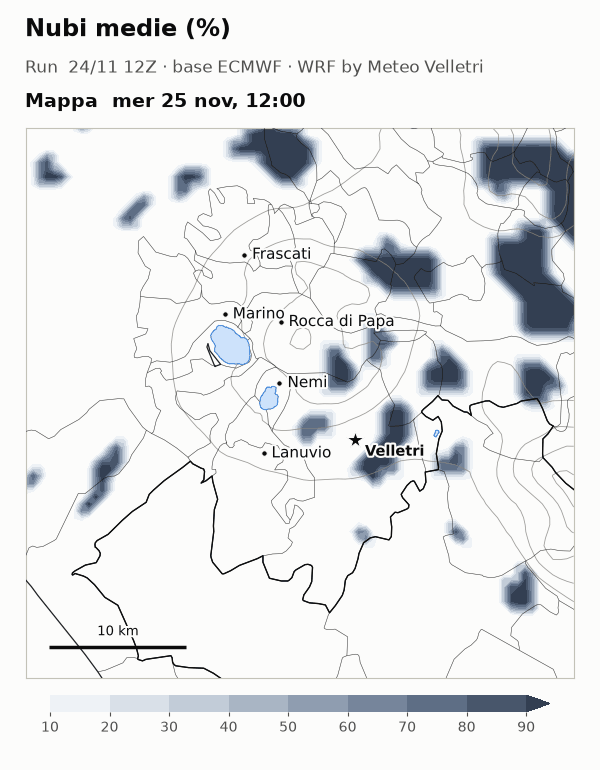 Nubi medie (%)
Run  24/11 12Z · base ECMWF · WRF by Meteo Velletri
Mappa  mer 25 nov, 12:00
Frascati
Marino
Rocca di Papa
Nemi
Velletri
Lanuvio
10 km
10 20 30 40 50 60 70 80 90